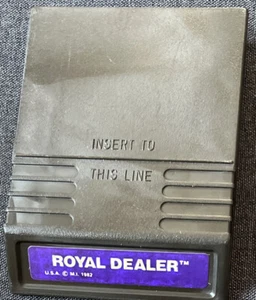 INSERT TO
THIS LINE
ROYAL DEALER™
U.S.A. © M.I. 1982